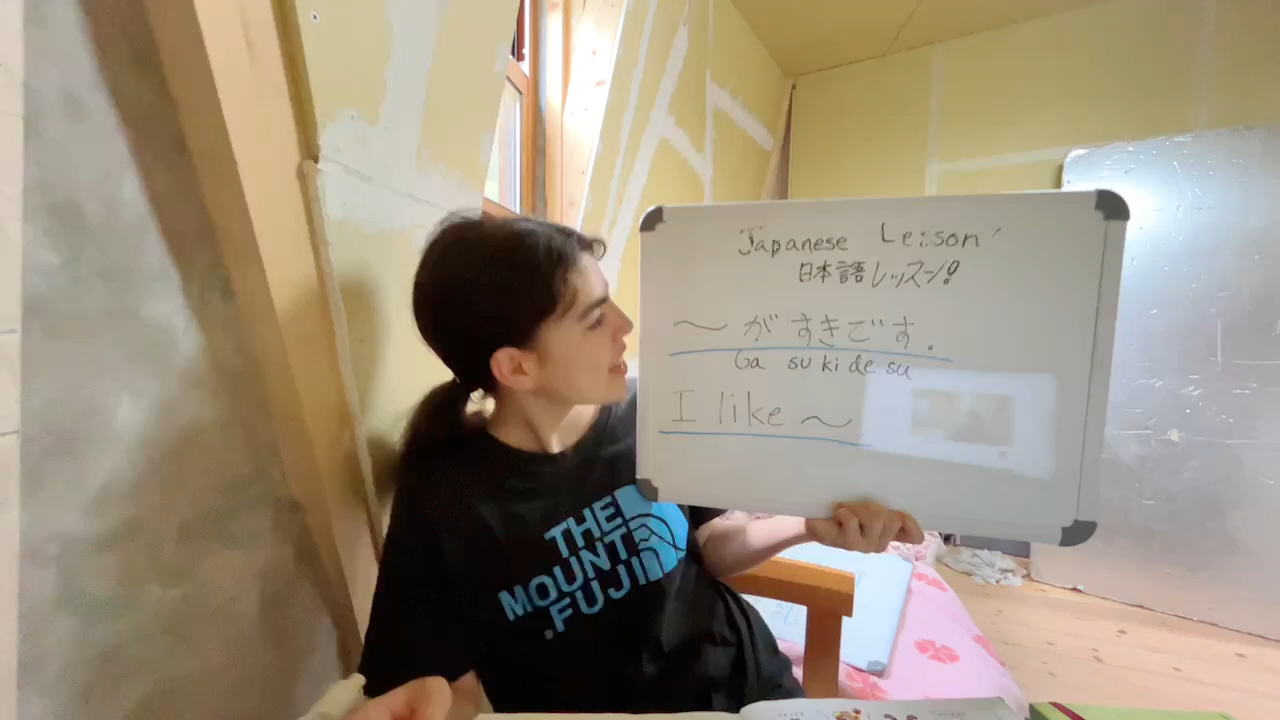 Japanese Lesson
日本語レッスン!
〜がすきです。
Ga su ki de su
I like 〜
THE
MOUNT
.FUJI